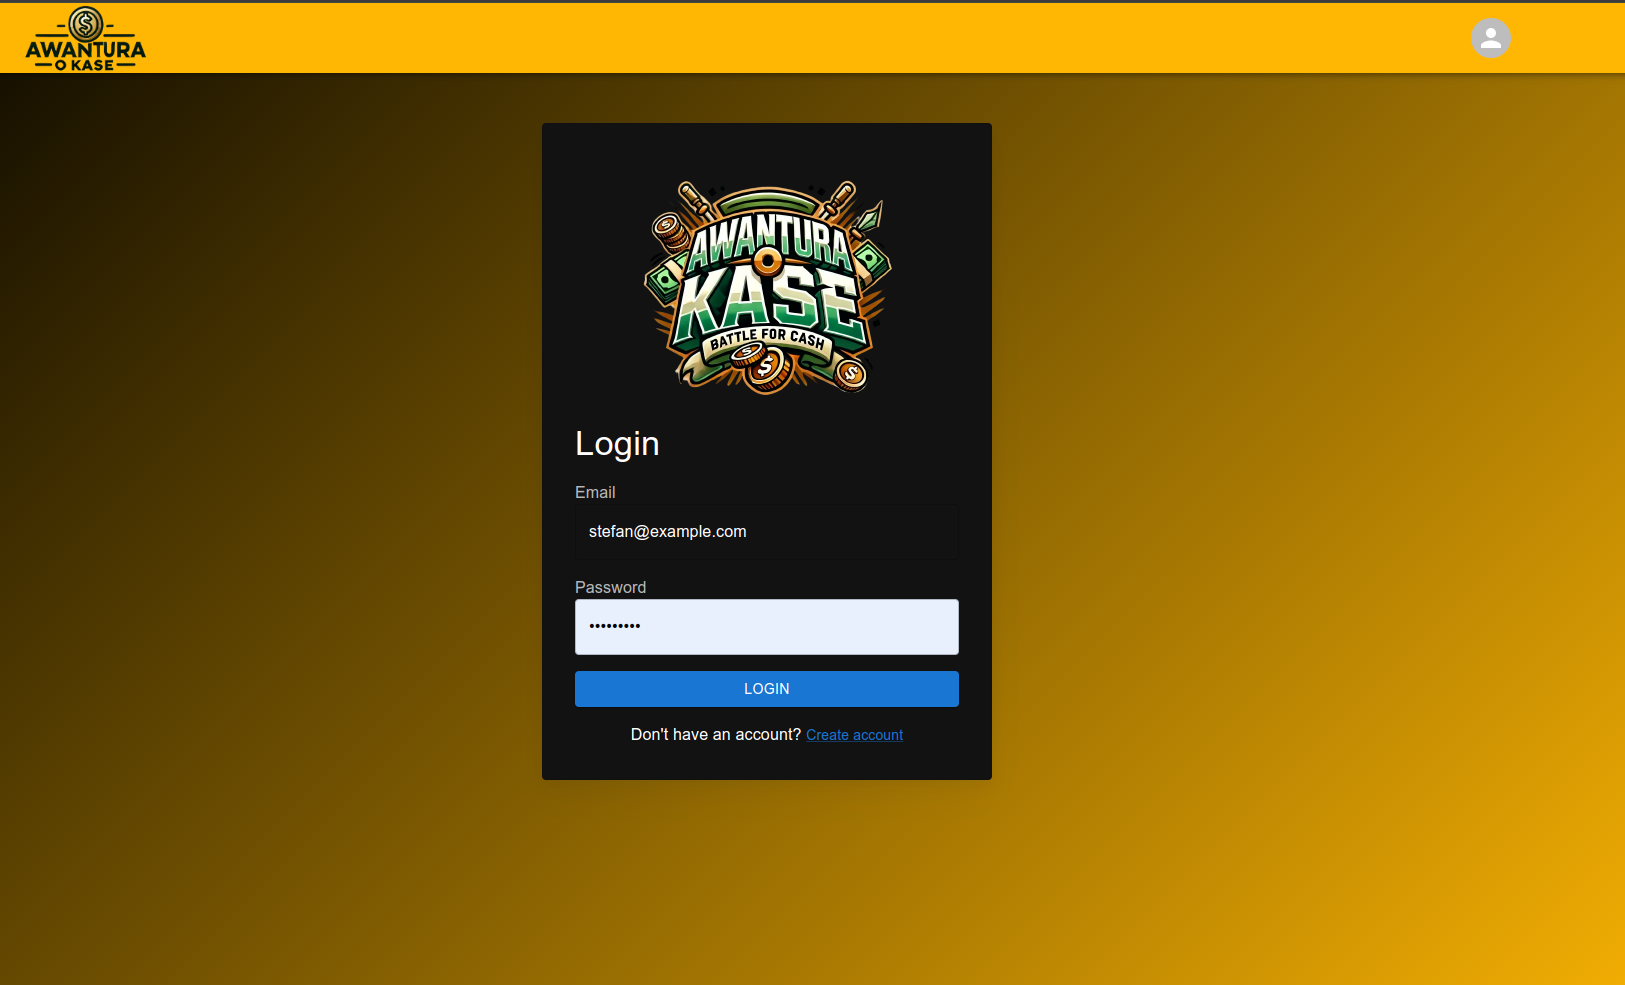 AWANTURA
O KASE
AWANTURA
O
KASE
BATTLE FOR CASH
Login
Email
stefan@example.com
Password
•••••••••
LOGIN
Don't have an account? Create account